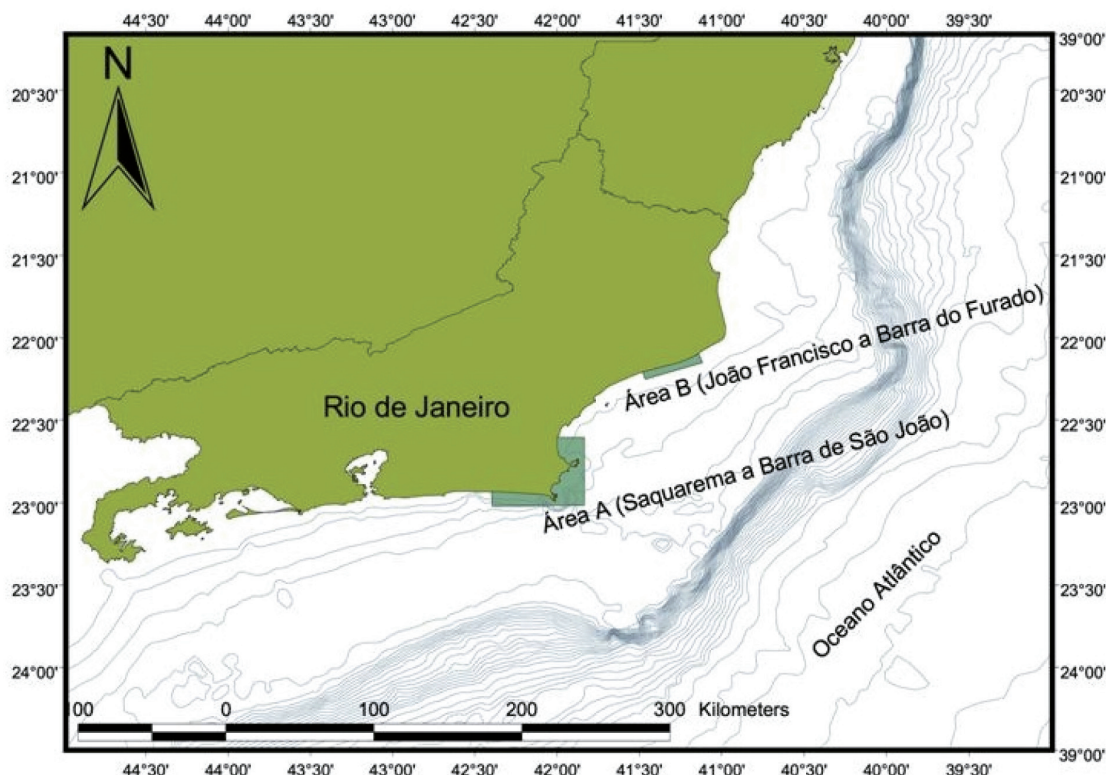 44°30' 44°00' 43°30' 43°00' 42°30' 42°00' 41°30' 41°00' 40°30' 40°00' 39°30'
39°00'
N
20°30' 20°30'
21°00' 21°00'
21°30' 21°30'
22°00' 22°00'
Área B (João Francisco a Barra do Furado)
Rio de Janeiro
22°30' 22°30'
Área A (Saquarema a Barra de São João)
23°00' 23°00'
Oceano Atlântico
23°30' 23°30'
24°00' 24°00'
100 0 100 200 300 Kilometers
44°30' 44°00' 43°30' 43°00' 42°30' 42°00' 41°30' 41°00' 40°30' 40°00' 39°30'